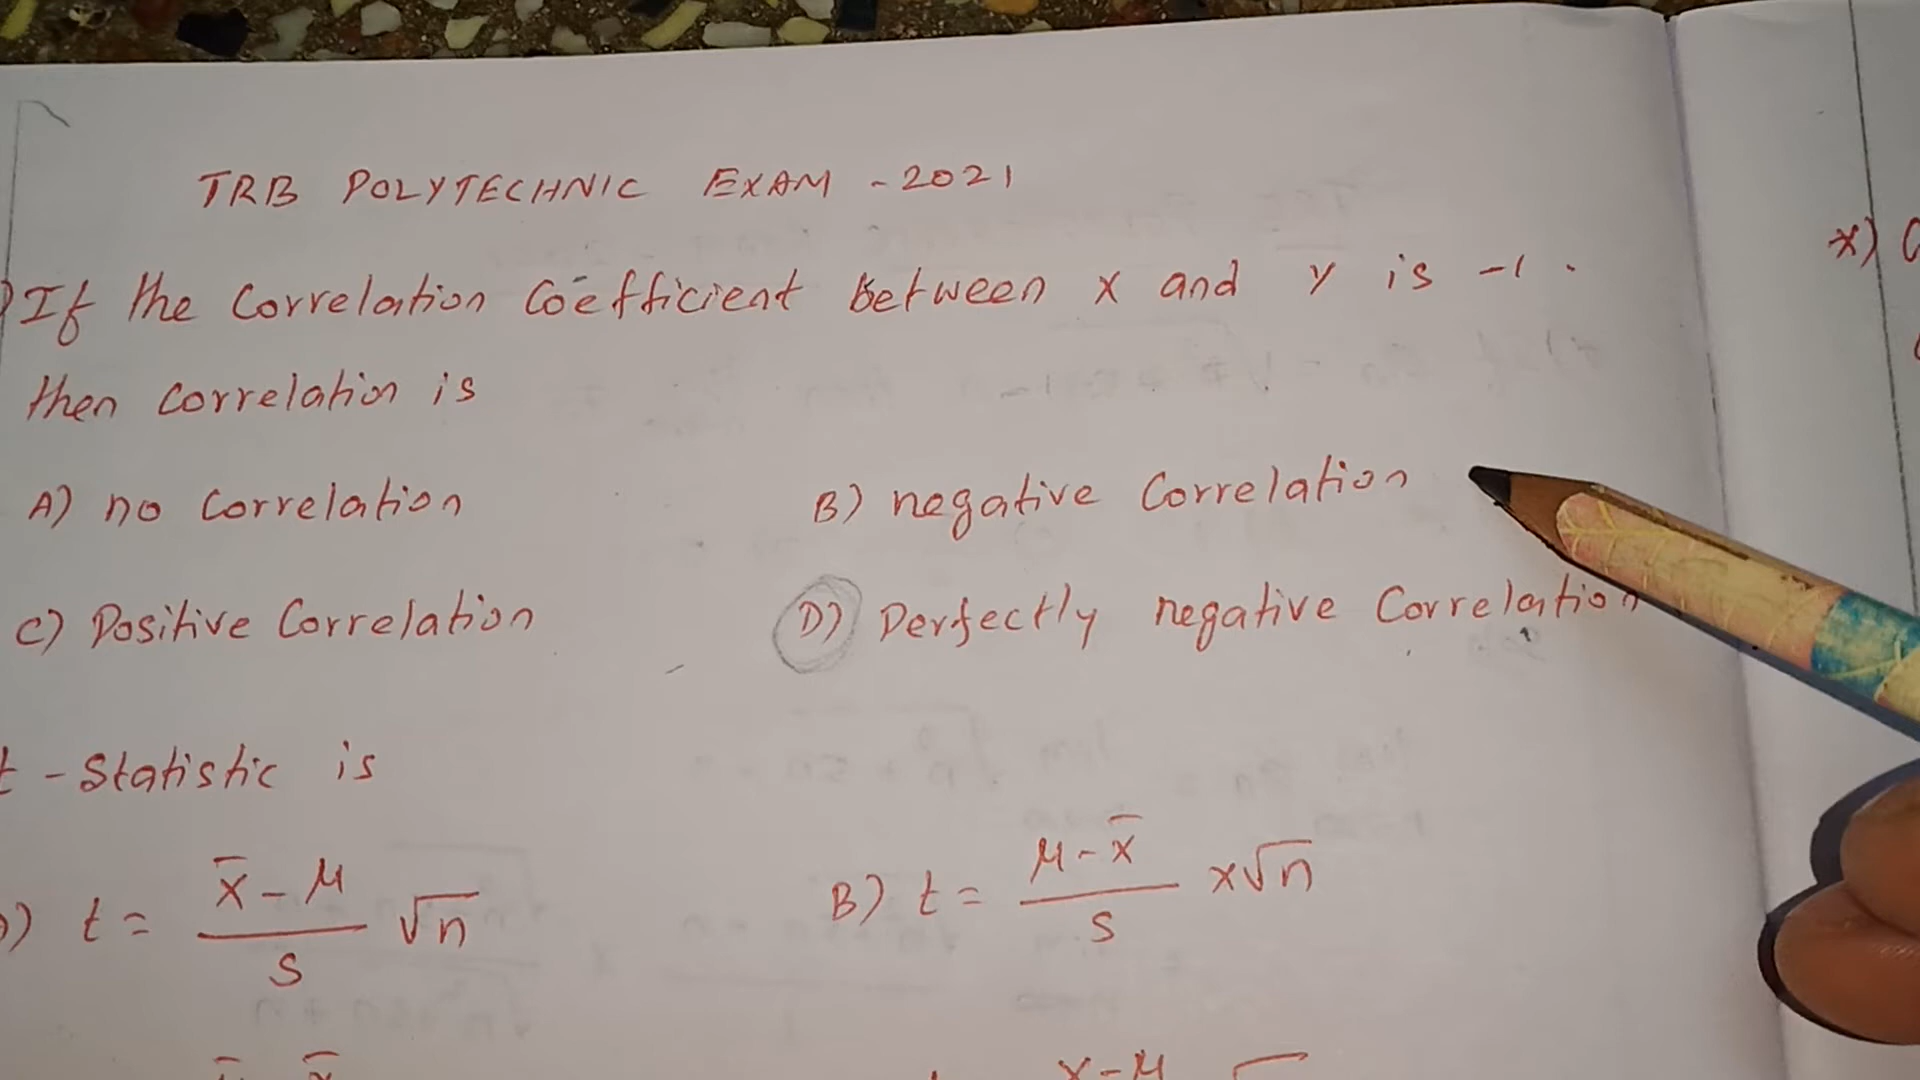 TRB POLYTECHNIC EXAM - 2021
If the Correlation Coefficient Between x and y is -1.
then correlation is
A) no Correlation B) negative Correlation
C) Positive Correlation D) Perfectly negative Correlation
t - Statistic is
t = x̄ - μ / s √n B) t = μ - x̄ / s x√n
x)
x - μ